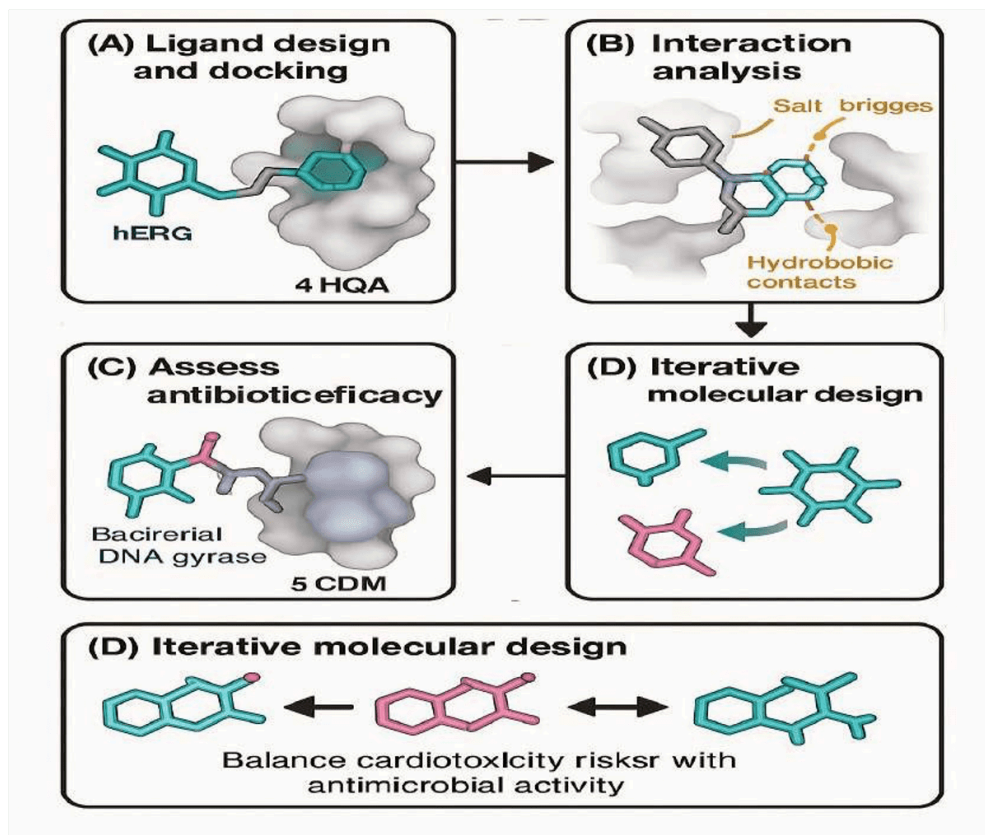 (A) Ligand design
and docking
hERG
4 HQA
(B) Interaction
analysis
Salt brigges
Hydrobobic
contacts
(C) Assess
antibioticeficacy
Bacirerial
DNA gyrase
5 CDM
(D) Iterative
molecular design
(D) Iterative molecular design
Balance cardiotoxlcity risksr with
antimicrobial activity